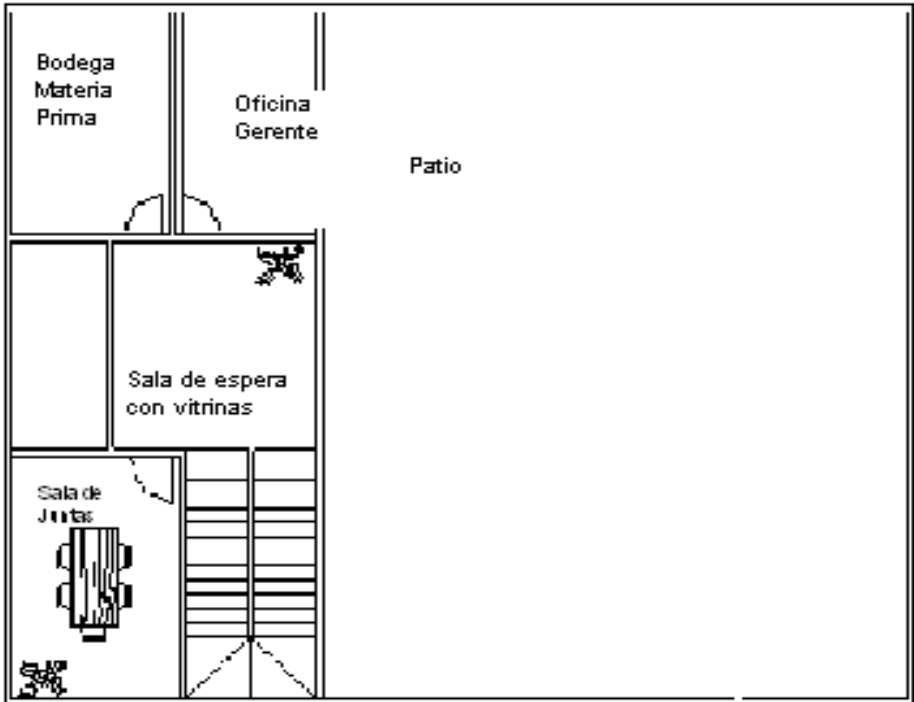 Bodega
Materia
Prima
Oficina
Gerente
Patio
Sala de espera
con vitrinas
Sala de
Juntas